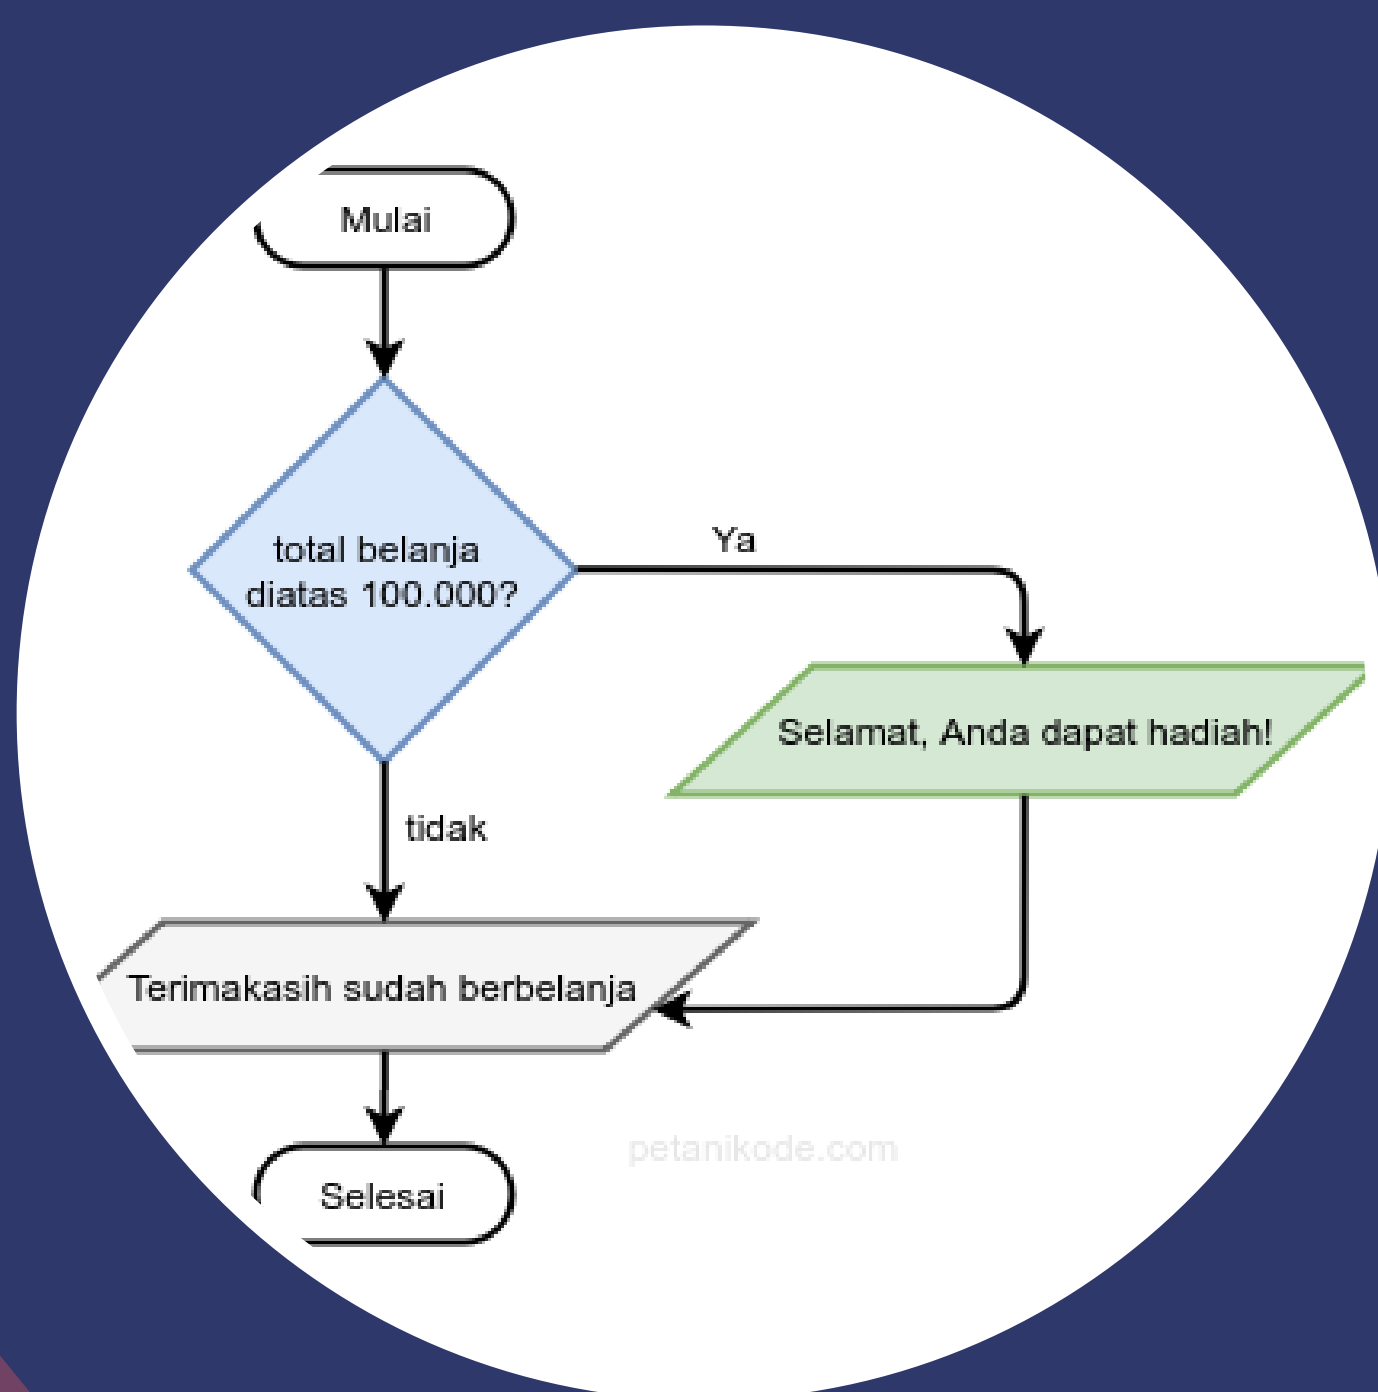 Mulai
total belanja
diatas 100.000?
Ya
Selamat, Anda dapat hadiah!
tidak
Terimakasih sudah berbelanja
petanikode.com
Selesai